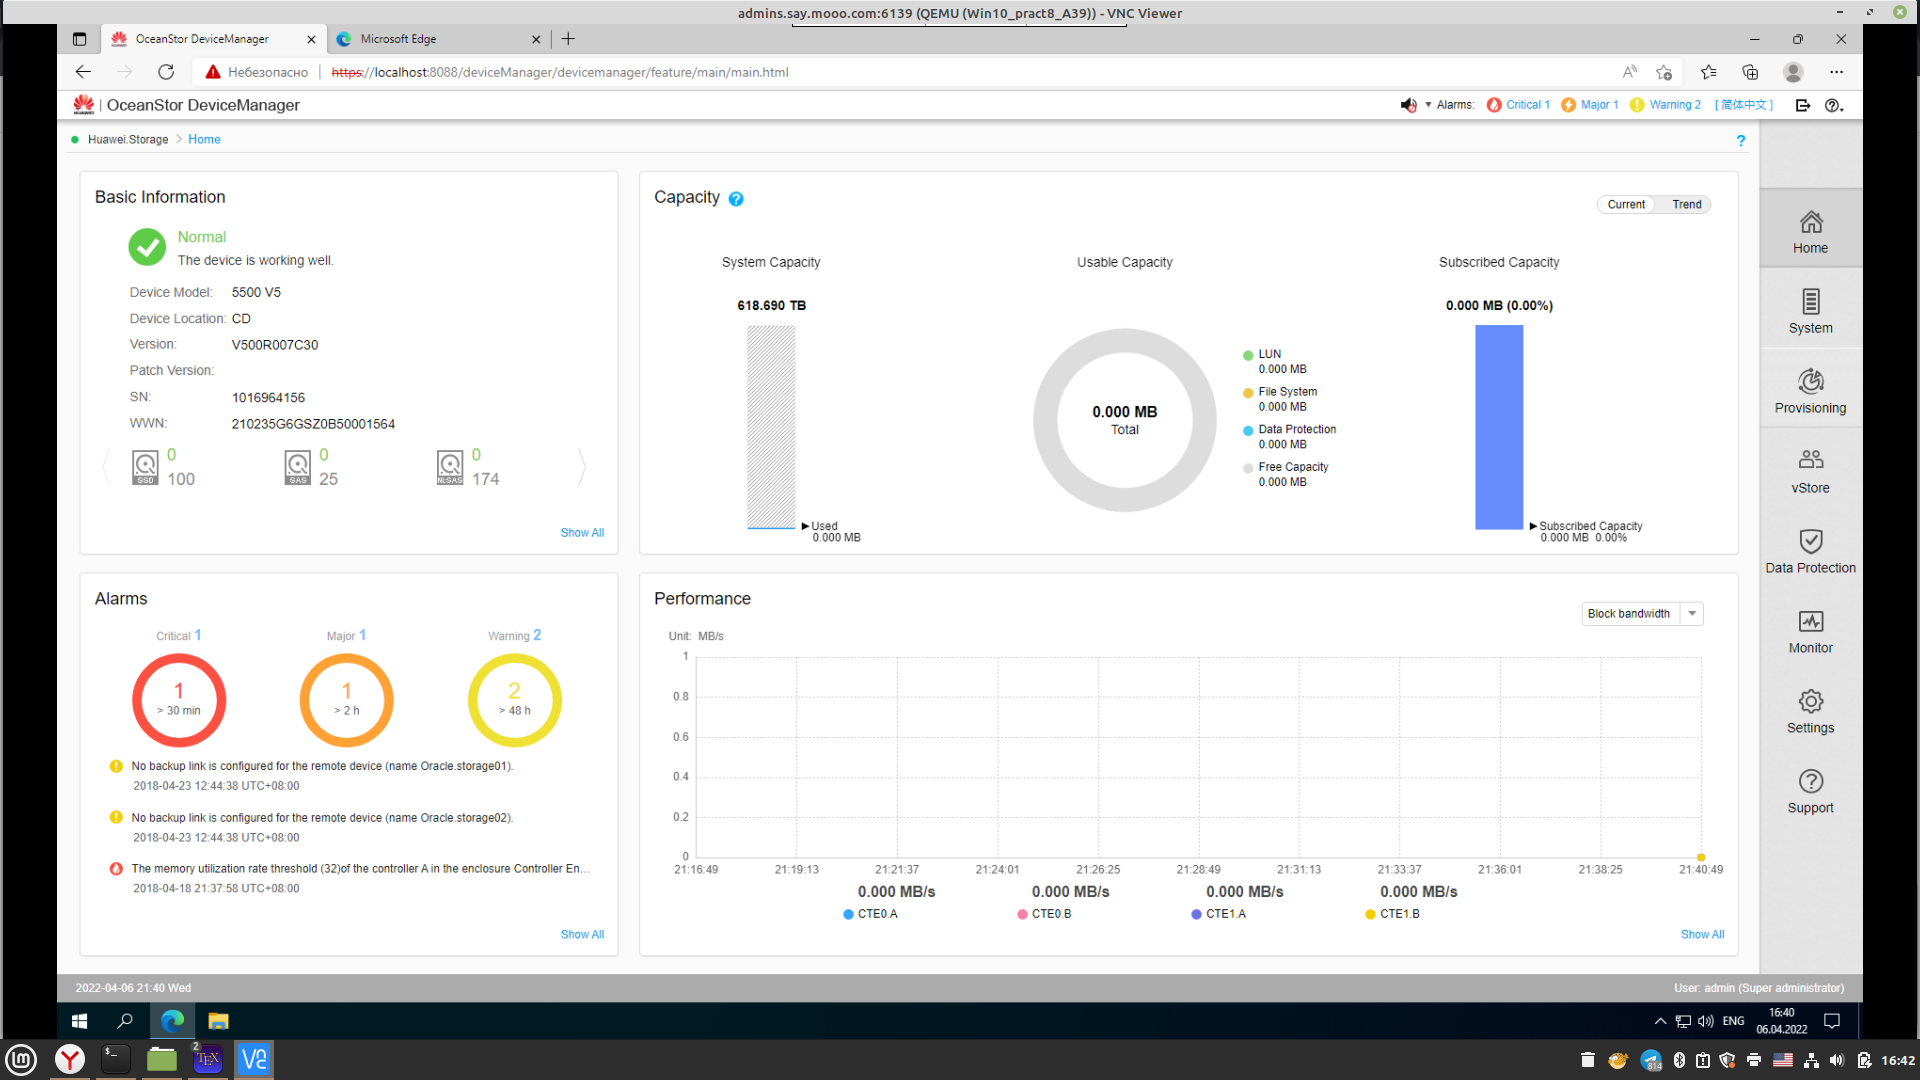 admins.say.mooo.com:6139 (QEMU (Win10_pract8_A39)) - VNC Viewer
OceanStor DeviceManager
Microsoft Edge
Небезопасно
https://localhost:8088/deviceManager/devicemanager/feature/main/main.html
HUAWEI | OceanStor DeviceManager
Alarms: Critical 1 Major 1 Warning 2 [ 简体中文 ]
Huawei.Storage > Home
?
Basic Information
Normal
The device is working well.
Device Model: 5500 V5
Device Location: CD
Version: V500R007C30
Patch Version:
SN: 1016964156
WWN: 210235G6GSZ0B50001564
SSD 0 100
SAS 0 25
NLSAS 0 174
Show All
Capacity ?
Current Trend
System Capacity
618.690 TB
Used
0.000 MB
Usable Capacity
0.000 MB
Total
LUN
0.000 MB
File System
0.000 MB
Data Protection
0.000 MB
Free Capacity
0.000 MB
Subscribed Capacity
0.000 MB (0.00%)
Subscribed Capacity
0.000 MB 0.00%
Alarms
Critical 1 Major 1 Warning 2
1
> 30 min
1
> 2 h
2
> 48 h
No backup link is configured for the remote device (name Oracle.storage01).
2018-04-23 12:44:38 UTC+08:00
No backup link is configured for the remote device (name Oracle.storage02).
2018-04-23 12:44:38 UTC+08:00
The memory utilization rate threshold (32)of the controller A in the enclosure Controller En...
2018-04-18 21:37:58 UTC+08:00
Show All
Performance
Block bandwidth
Unit: MB/s
1
0.8
0.6
0.4
0.2
0
21:16:49 21:19:13 21:21:37 21:24:01 21:26:25 21:28:49 21:31:13 21:33:37 21:36:01 21:38:25 21:40:49
0.000 MB/s 0.000 MB/s 0.000 MB/s 0.000 MB/s
CTE0.A CTE0.B CTE1.A CTE1.B
Show All
Home
System
Provisioning
vStore
Data Protection
Monitor
Settings
Support
2022-04-06 21:40 Wed
User: admin (Super administrator)
ENG
16:40
06.04.2022
2
TEX
814
16:42